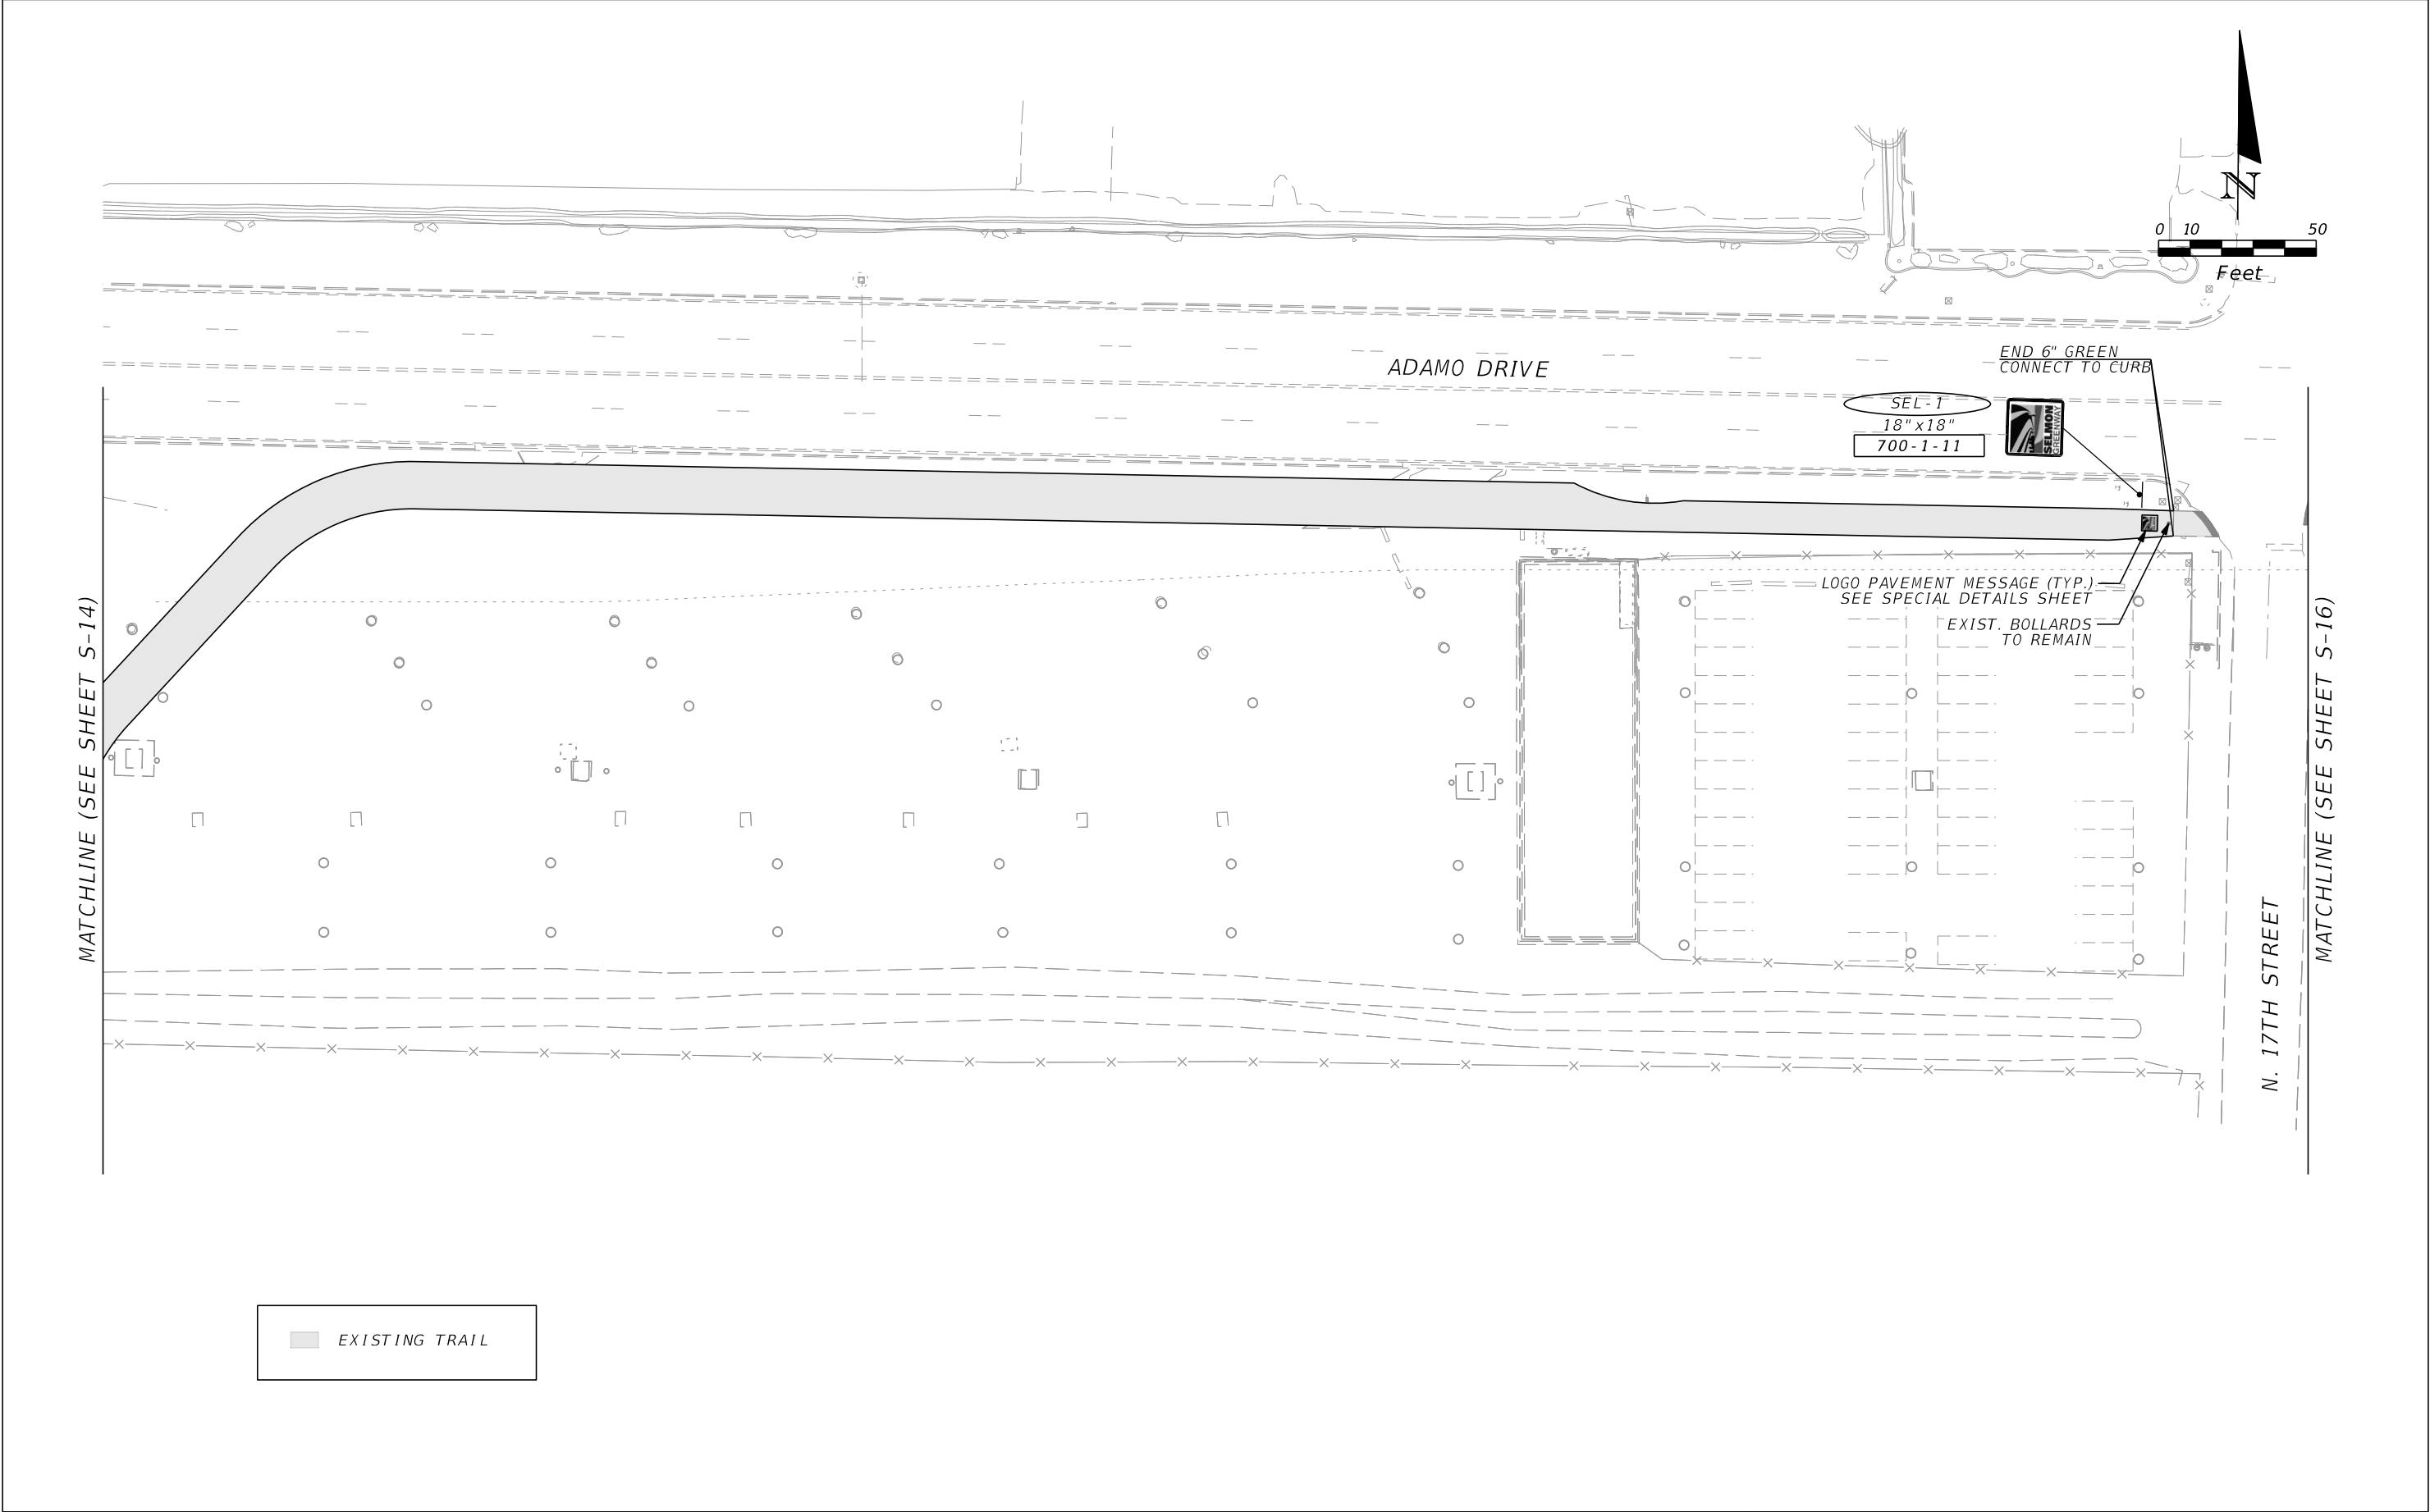 N
0 10 50
Feet
ADAMO DRIVE
END 6" GREEN
CONNECT TO CURB
SEL-1
18"x18"
700-1-11
SELMON
GREENWAY
LOGO PAVEMENT MESSAGE (TYP.)
SEE SPECIAL DETAILS SHEET
EXIST. BOLLARDS
TO REMAIN
MATCHLINE (SEE SHEET S-14)
MATCHLINE (SEE SHEET S-16)
N. 17TH STREET
EXISTING TRAIL